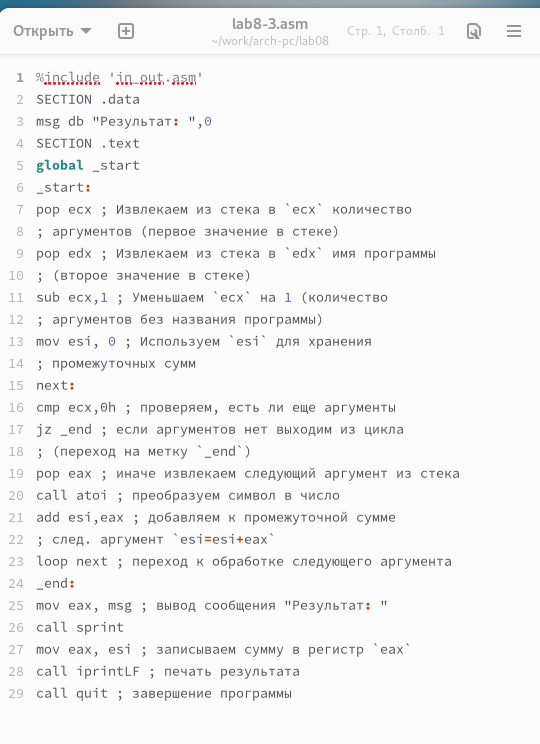 Открыть
lab8-3.asm
~/work/arch-pc/lab08
Стр. 1, Столб. 1
1 %include 'in_out.asm'
2 SECTION .data
3 msg db "Результат: ",0
4 SECTION .text
5 global _start
6 _start:
7 pop ecx ; Извлекаем из стека в `ecx` количество
8 ; аргументов (первое значение в стеке)
9 pop edx ; Извлекаем из стека в `edx` имя программы
10 ; (второе значение в стеке)
11 sub ecx,1 ; Уменьшаем `ecx` на 1 (количество
12 ; аргументов без названия программы)
13 mov esi, 0 ; Используем `esi` для хранения
14 ; промежуточных сумм
15 next:
16 cmp ecx,0h ; проверяем, есть ли еще аргументы
17 jz _end ; если аргументов нет выходим из цикла
18 ; (переход на метку `_end`)
19 pop eax ; иначе извлекаем следующий аргумент из стека
20 call atoi ; преобразуем символ в число
21 add esi,eax ; добавляем к промежуточной сумме
22 ; след. аргумент `esi=esi+eax`
23 loop next ; переход к обработке следующего аргумента
24 _end:
25 mov eax, msg ; вывод сообщения "Результат: "
26 call sprint
27 mov eax, esi ; записываем сумму в регистр `eax`
28 call iprintLF ; печать результата
29 call quit ; завершение программы